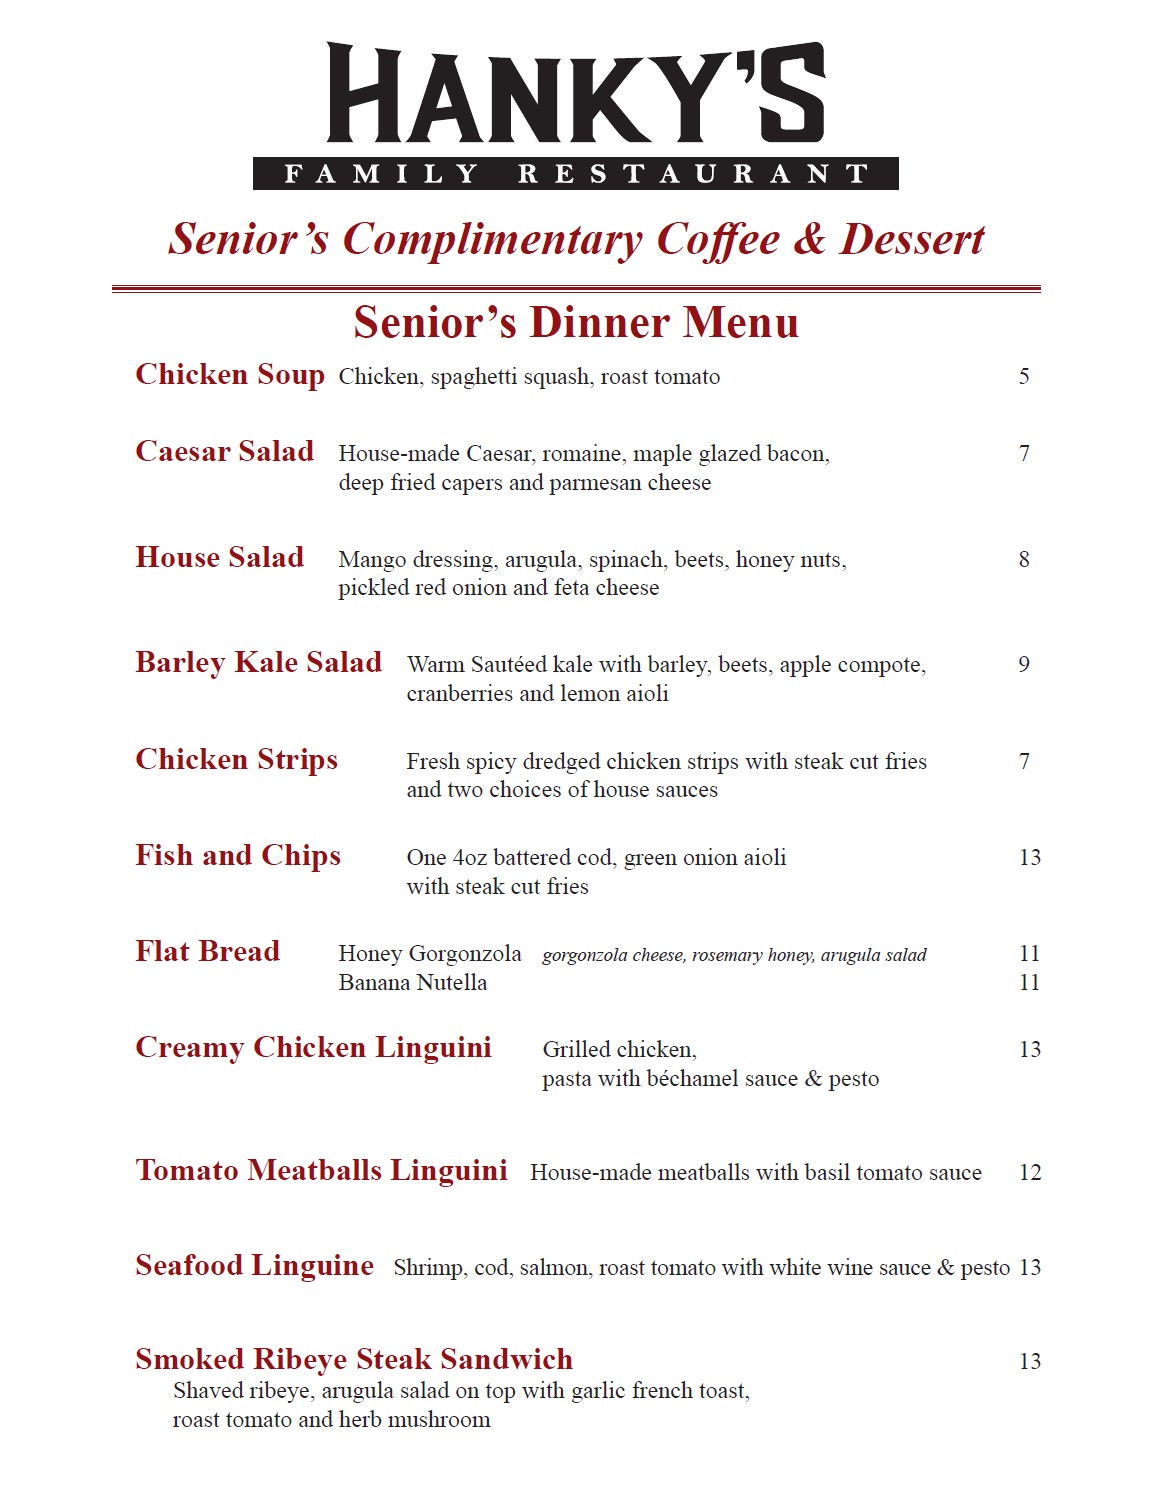 HANKY'S
FAMILY RESTAURANT
Senior's Complimentary Coffee & Dessert
Senior's Dinner Menu
Chicken Soup Chicken, spaghetti squash, roast tomato 5
Caesar Salad House-made Caesar, romaine, maple glazed bacon, 7
deep fried capers and parmesan cheese
House Salad Mango dressing, arugula, spinach, beets, honey nuts, 8
pickled red onion and feta cheese
Barley Kale Salad Warm Sautéed kale with barley, beets, apple compote, 9
cranberries and lemon aioli
Chicken Strips Fresh spicy dredged chicken strips with steak cut fries 7
and two choices of house sauces
Fish and Chips One 4oz battered cod, green onion aioli 13
with steak cut fries
Flat Bread Honey Gorgonzola gorgonzola cheese, rosemary honey, arugula salad 11
Banana Nutella 11
Creamy Chicken Linguini Grilled chicken, 13
pasta with béchamel sauce & pesto
Tomato Meatballs Linguini House-made meatballs with basil tomato sauce 12
Seafood Linguine Shrimp, cod, salmon, roast tomato with white wine sauce & pesto 13
Smoked Ribeye Steak Sandwich 13
Shaved ribeye, arugula salad on top with garlic french toast,
roast tomato and herb mushroom